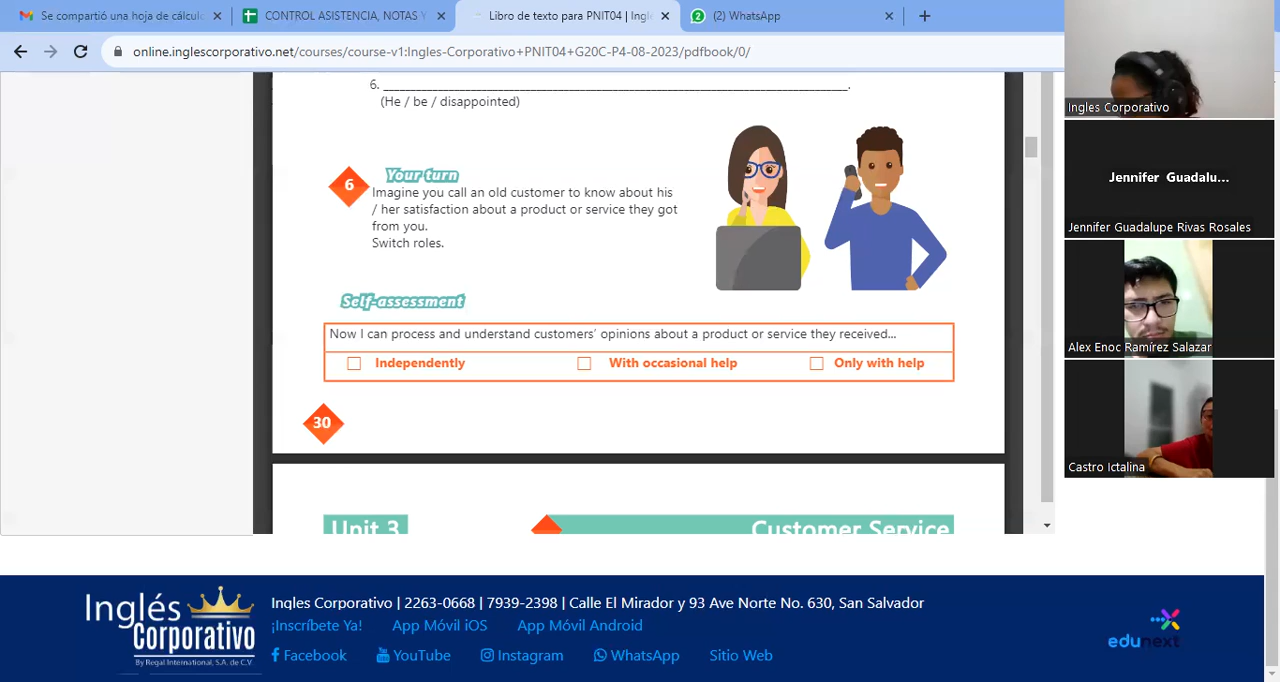 Se compartió una hoja de cálcul
CONTROL ASISTENCIA, NOTAS Y
Libro de texto para PNIT04 | Ingl
2
(2) WhatsApp
online.inglescorporativo.net/courses/course-v1:Ingles-Corporativo+PNIT04+G20C-P4-08-2023/pdfbook/0/
6. ______________________________.
(He / be / disappointed)
6
Your turn
Imagine you call an old customer to know about his
/ her satisfaction about a product or service they got
from you.
Switch roles.
Self-assessment
Now I can process and understand customers’ opinions about a product or service they received...
Independently
With occasional help
Only with help
30
Unit 3
Customer Service
Ingles Corporativo
Jennifer Guadalu...
Jennifer Guadalupe Rivas Rosales
Alex Enoc Ramírez Salazar
Castro Ictalina
Inglés
Corporativo
By Regal International, S.A. de C.V.
Ingles Corporativo | 2263-0668 | 7939-2398 | Calle El Mirador y 93 Ave Norte No. 630, San Salvador
¡Inscríbete Ya!
App Móvil iOS
App Móvil Android
Facebook
YouTube
Instagram
WhatsApp
Sitio Web
edunext